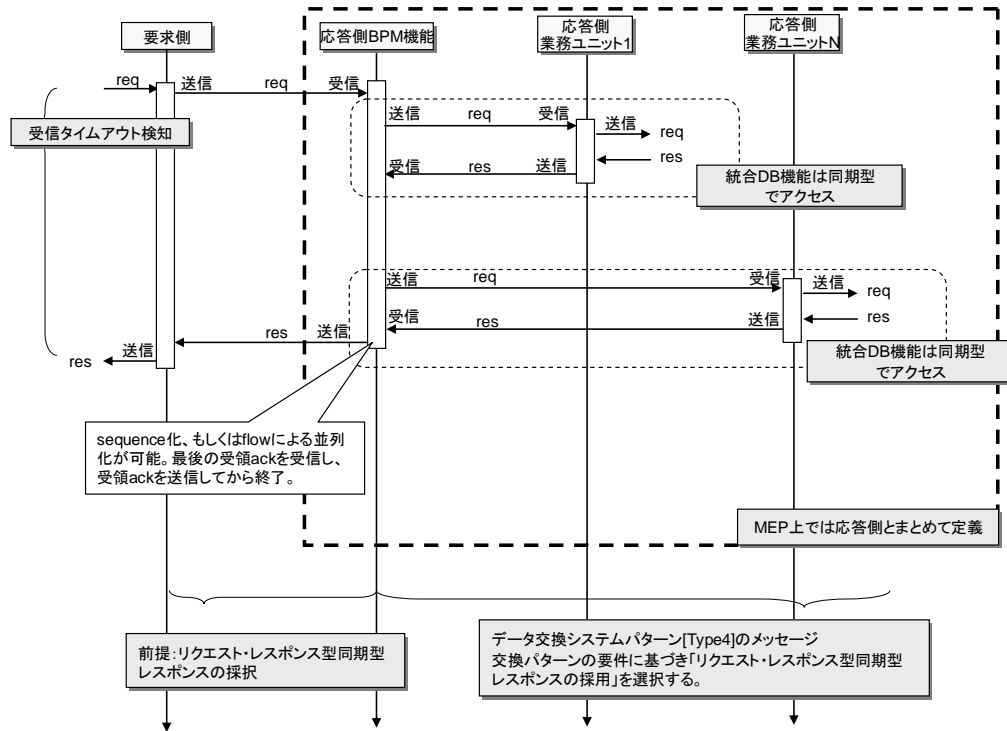 要求側
応答側BPM機能
応答側
業務ユニット1
応答側
業務ユニットN
req
送信
req
受信
受信タイムアウト検知
送信
req
受信
送信
req
受信
res
送信
res
統合DB機能は同期型
でアクセス
送信
req
受信
送信
req
受信
res
送信
res
res
送信
res
送信
統合DB機能は同期型
でアクセス
sequence化、もしくはflowによる並列
化が可能。最後の受領ackを受信し、
受領ackを送信してから終了。
MEP上では応答側とまとめて定義
前提:リクエスト・レスポンス型同期型
レスポンスの採択
データ交換システムパターン[Type4]のメッセージ
交換パターンの要件に基づき「リクエスト・レスポンス型同期型
レスポンスの採用」を選択する。